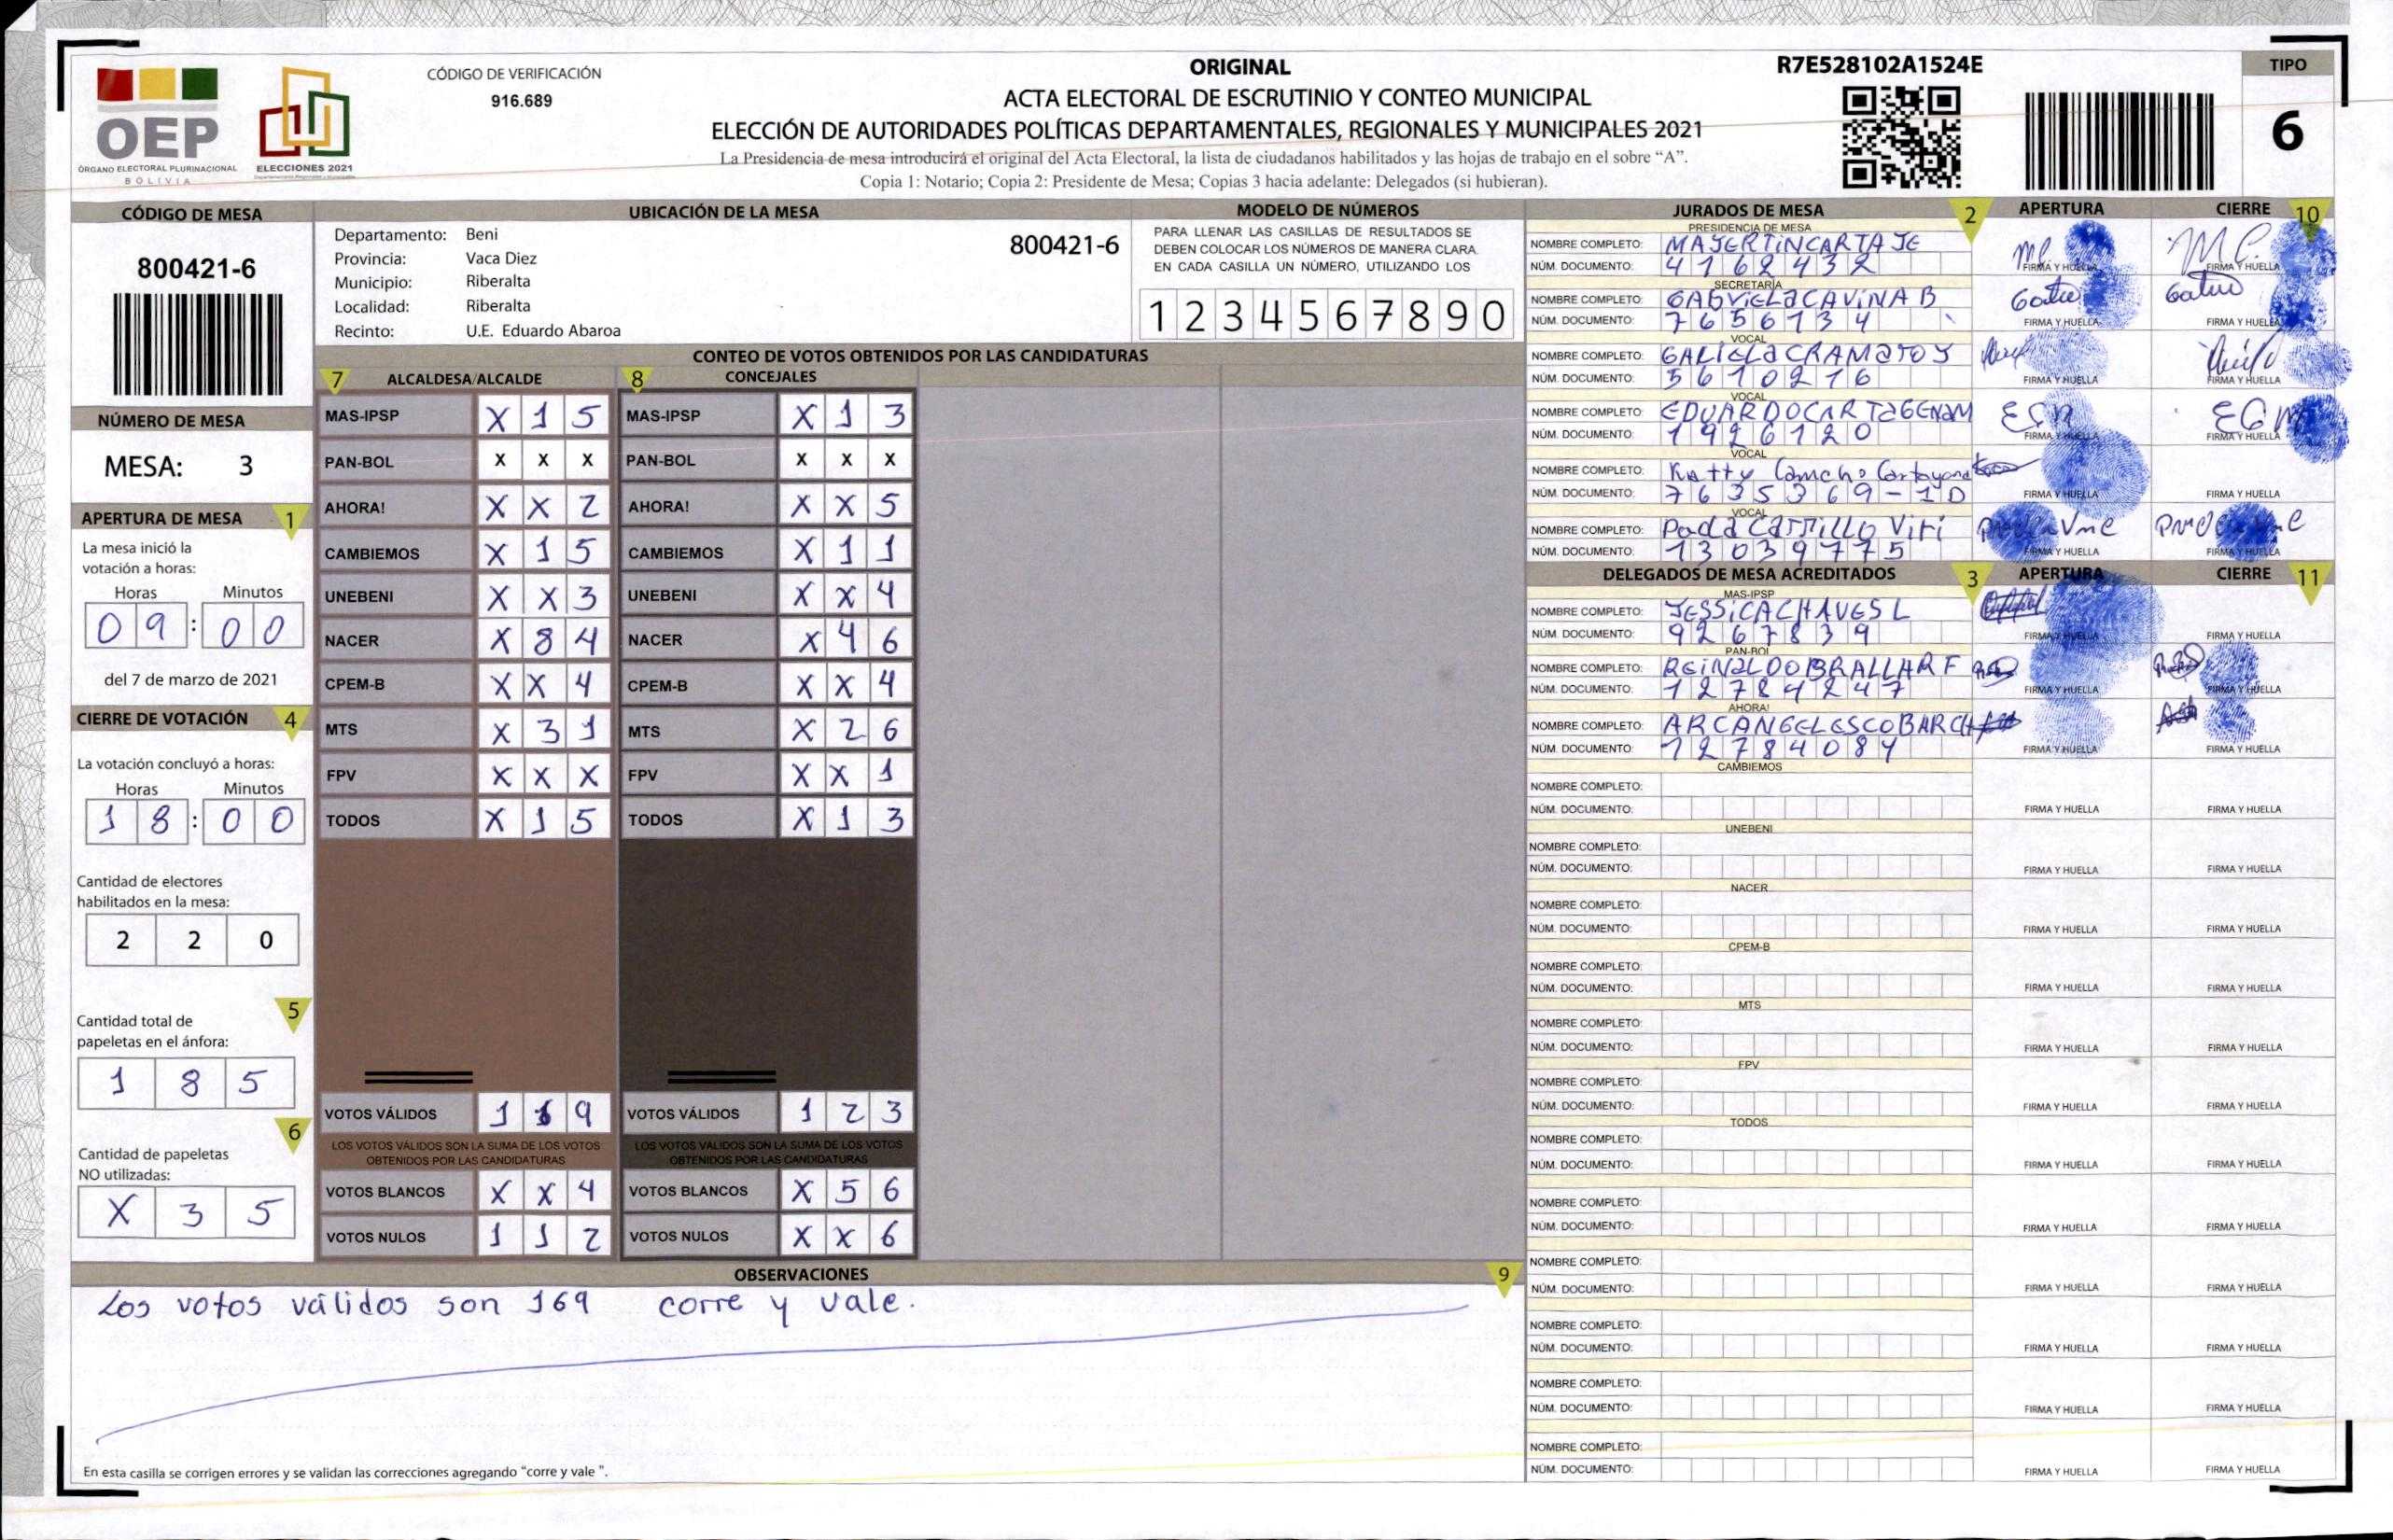 OEP
ÓRGANO ELECTORAL PLURINACIONAL
BOLIVIA
ELECCIONES 2021
CÓDIGO DE VERIFICACIÓN
916.689
ORIGINAL
ACTA ELECTORAL DE ESCRUTINIO Y CONTEO MUNICIPAL
ELECCIÓN DE AUTORIDADES POLÍTICAS DEPARTAMENTALES, REGIONALES Y MUNICIPALES 2021
La Presidencia de mesa introducirá el original del Acta Electoral, la lista de ciudadanos habilitados y las hojas de trabajo en el sobre “A”.
Copia 1: Notario; Copia 2: Presidente de Mesa; Copias 3 hacia adelante: Delegados (si hubieran).
R7E528102A1524E
TIPO
6
CÓDIGO DE MESA
800421-6
NÚMERO DE MESA
MESA: 3
APERTURA DE MESA 1
La mesa inició la
votación a horas:
Horas Minutos
0 9 : 0 0
del 7 de marzo de 2021
CIERRE DE VOTACIÓN 4
La votación concluyó a horas:
Horas Minutos
1 8 : 0 0
Cantidad de electores
habilitados en la mesa:
2 2 0
5
Cantidad total de
papeletas en el ánfora:
1 8 5
6
Cantidad de papeletas
NO utilizadas:
X 3 5
UBICACIÓN DE LA MESA
Departamento: Beni
Provincia: Vaca Diez
Municipio: Riberalta
Localidad: Riberalta
Recinto: U.E. Eduardo Abaroa
800421-6
MODELO DE NÚMEROS
PARA LLENAR LAS CASILLAS DE RESULTADOS SE
DEBEN COLOCAR LOS NÚMEROS DE MANERA CLARA.
EN CADA CASILLA UN NÚMERO, UTILIZANDO LOS
1 2 3 4 5 6 7 8 9 0
CONTEO DE VOTOS OBTENIDOS POR LAS CANDIDATURAS
7 ALCALDESA/ALCALDE 8 CONCEJALES
MAS-IPSP X 1 5 MAS-IPSP X 1 3
PAN-BOL X X X PAN-BOL X X X
AHORA! X X 2 AHORA! X X 5
CAMBIEMOS X 1 5 CAMBIEMOS X 1 1
UNEBENI X X 3 UNEBENI X X 4
NACER X 8 4 NACER X 4 6
CPEM-B X X 4 CPEM-B X X 4
MTS X 3 1 MTS X 2 6
FPV X X X FPV X X 1
TODOS X 1 5 TODOS X 1 3
VOTOS VÁLIDOS 1 1 9 VOTOS VÁLIDOS 1 2 3
LOS VOTOS VÁLIDOS SON LA SUMA DE LOS VOTOS LOS VOTOS VÁLIDOS SON LA SUMA DE LOS VOTOS
OBTENIDOS POR LAS CANDIDATURAS OBTENIDOS POR LAS CANDIDATURAS
VOTOS BLANCOS X X 4 VOTOS BLANCOS X 5 6
VOTOS NULOS 1 1 2 VOTOS NULOS X X 6
OBSERVACIONES 9
Los votos válidos son 169 corre y vale.
En esta casilla se corrigen errores y se validan las correcciones agregando “corre y vale ”.
JURADOS DE MESA 2 APERTURA CIERRE 10
PRESIDENCIA DE MESA
NOMBRE COMPLETO: MAJERTINCARTAJE
NÚM. DOCUMENTO: 4162432 FIRMA Y HUELLA FIRMA Y HUELLA
SECRETARÍA
NOMBRE COMPLETO: GABVIELaCAVINA B
NÚM. DOCUMENTO: 7656134 FIRMA Y HUELLA FIRMA Y HUELLA
VOCAL
NOMBRE COMPLETO:
NÚM. DOCUMENTO: 5610216 FIRMA Y HUELLA FIRMA Y HUELLA
VOCAL
NOMBRE COMPLETO: EDUARDOCARTaGENaM
NÚM. DOCUMENTO: 1926120 FIRMA Y HUELLA FIRMA Y HUELLA
VOCAL
NOMBRE COMPLETO: Katty Camcho Cartayena
NÚM. DOCUMENTO: 7635369-1D FIRMA Y HUELLA FIRMA Y HUELLA
VOCAL
NOMBRE COMPLETO: Carrillo Viri
NÚM. DOCUMENTO: 13039775 FIRMA Y HUELLA FIRMA Y HUELLA
DELEGADOS DE MESA ACREDITADOS 3 APERTURA CIERRE 11
MAS-IPSP
NOMBRE COMPLETO: JESSICACHAVES L
NÚM. DOCUMENTO: 9267839 FIRMA Y HUELLA FIRMA Y HUELLA
PAN-BOL
NOMBRE COMPLETO: REINaLDOBRALLAR F
NÚM. DOCUMENTO: 12784247 FIRMA Y HUELLA FIRMA Y HUELLA
AHORA!
NOMBRE COMPLETO: ARCANGELESCOBARCH
NÚM. DOCUMENTO: 12784084 FIRMA Y HUELLA FIRMA Y HUELLA
CAMBIEMOS
NOMBRE COMPLETO:
NÚM. DOCUMENTO: FIRMA Y HUELLA FIRMA Y HUELLA
UNEBENI
NOMBRE COMPLETO:
NÚM. DOCUMENTO: FIRMA Y HUELLA FIRMA Y HUELLA
NACER
NOMBRE COMPLETO:
NÚM. DOCUMENTO: FIRMA Y HUELLA FIRMA Y HUELLA
CPEM-B
NOMBRE COMPLETO:
NÚM. DOCUMENTO: FIRMA Y HUELLA FIRMA Y HUELLA
MTS
NOMBRE COMPLETO:
NÚM. DOCUMENTO: FIRMA Y HUELLA FIRMA Y HUELLA
FPV
NOMBRE COMPLETO:
NÚM. DOCUMENTO: FIRMA Y HUELLA FIRMA Y HUELLA
TODOS
NOMBRE COMPLETO:
NÚM. DOCUMENTO: FIRMA Y HUELLA FIRMA Y HUELLA
NOMBRE COMPLETO:
NÚM. DOCUMENTO: FIRMA Y HUELLA FIRMA Y HUELLA
NOMBRE COMPLETO:
NÚM. DOCUMENTO: FIRMA Y HUELLA FIRMA Y HUELLA
NOMBRE COMPLETO:
NÚM. DOCUMENTO: FIRMA Y HUELLA FIRMA Y HUELLA
NOMBRE COMPLETO:
NÚM. DOCUMENTO: FIRMA Y HUELLA FIRMA Y HUELLA
NOMBRE COMPLETO:
NÚM. DOCUMENTO: FIRMA Y HUELLA FIRMA Y HUELLA